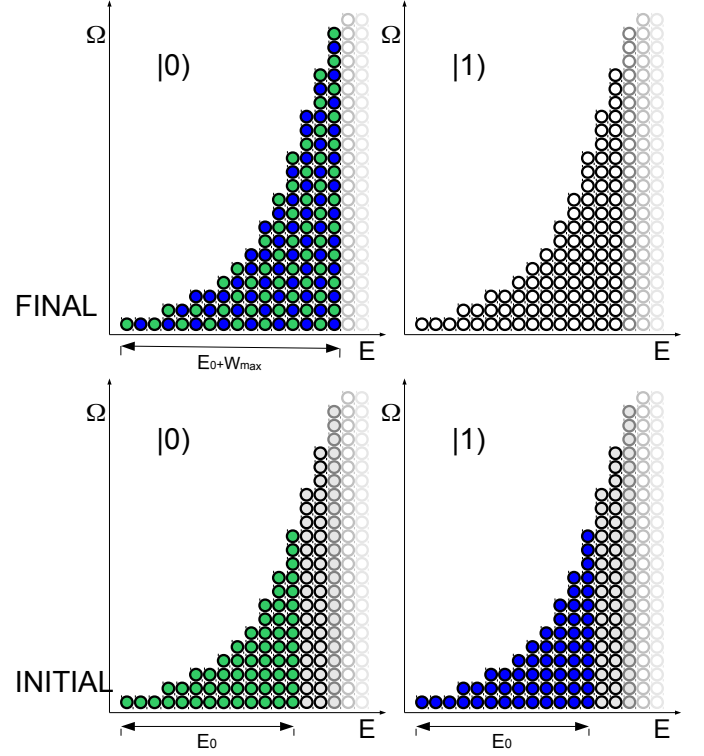 Ω |0) Ω |1)
FINAL
E E
E₀+Wmax
Ω |0) Ω |1)
INITIAL
E E
E₀ E₀